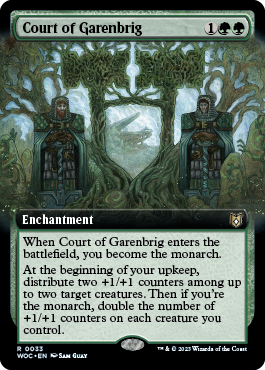 Court of Garenbrig 1
Enchantment
When Court of Garenbrig enters the
battlefield, you become the monarch.
At the beginning of your upkeep,
distribute two +1/+1 counters among up
to two target creatures. Then if you're
the monarch, double the number of
+1/+1 counters on each creature you
control.
R 0033
WOC • EN SAM GUAY
™ & © 2023 Wizards of the Coast